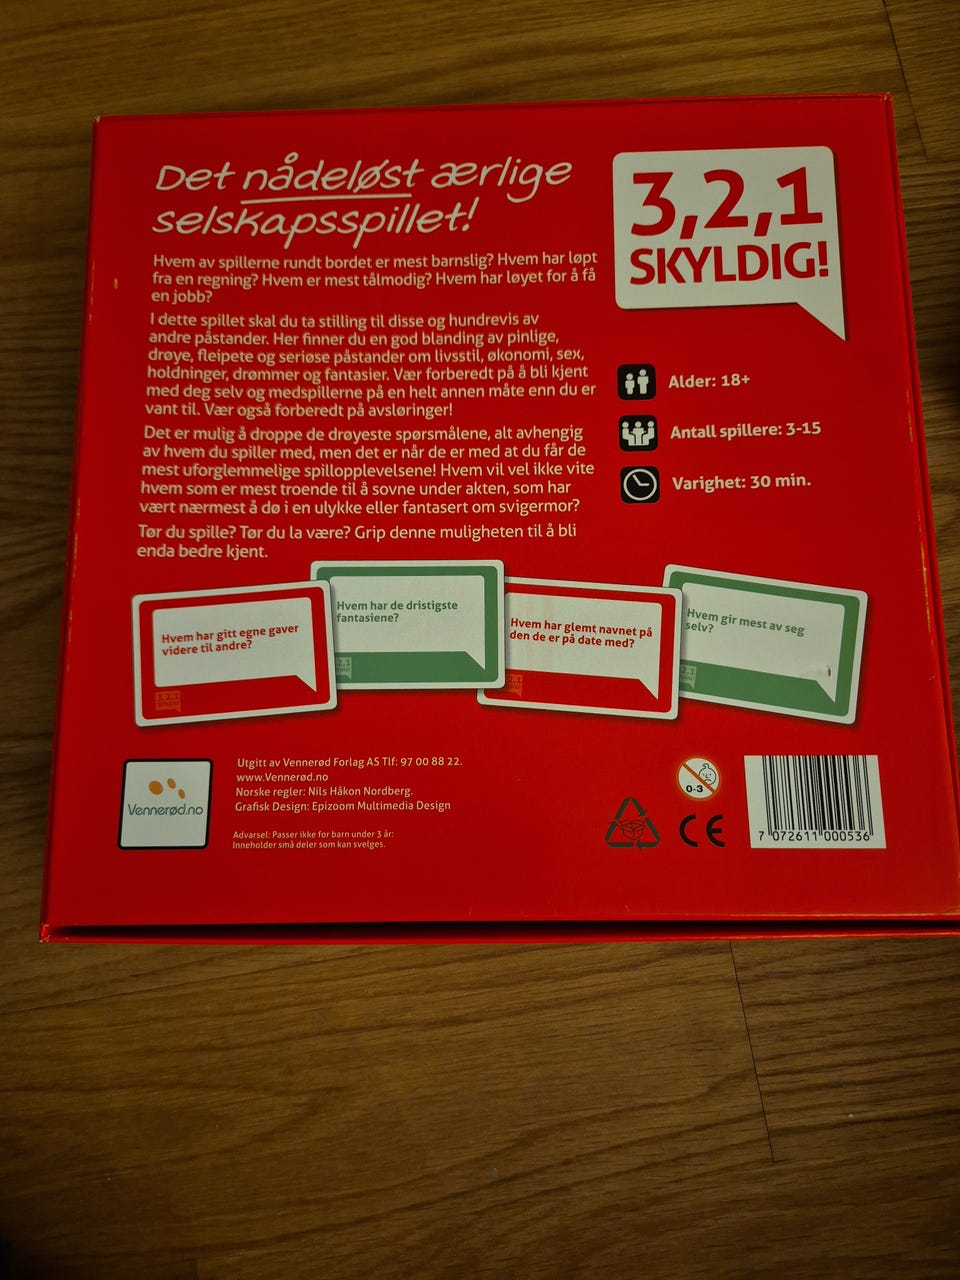 Det nådeløst ærlige
selskapsspillet!
3,2,1
SKYLDIG!
Hvem av spillerne rundt bordet er mest barnslig? Hvem har løpt
fra en regning? Hvem er mest tålmodig? Hvem har løyet for å få
en jobb?
I dette spillet skal du ta stilling til disse og hundrevis av
andre påstander. Her finner du en god blanding av pinlige,
drøye, fleipete og seriøse påstander om livsstil, økonomi, sex,
holdninger, drømmer og fantasier. Vær forberedt på å bli kjent
med deg selv og medspillerne på en helt annen måte enn du er
vant til. Vær også forberedt på avsløringer!
Det er mulig å droppe de drøyeste spørsmålene, alt avhengig
av hvem du spiller med, men det er når de er med at du får de
mest uforglemmelige spillopplevelsene! Hvem vil vel ikke vite
hvem som er mest troende til å sovne under akten, som har
vært nærmest å dø i en ulykke eller fantasert om svigermor?
Tør du spille? Tør du la være? Grip denne muligheten til å bli
enda bedre kjent.
Alder: 18+
Antall spillere: 3-15
Varighet: 30 min.
Hvem har gitt egne gaver
videre til andre?
3,2,1
Hvem har de dristigste
fantasiene?
2,1
Hvem har glemt navnet på
den de er på date med?
2,1
Hvem gir mest av seg
selv?
2,1
Vennerød.no
Utgitt av Vennerød Forlag AS Tlf: 97 00 88 22.
www.Vennerød.no
Norske regler: Nils Håkon Nordberg.
Grafisk Design: Epizoom Multimedia Design
Advarsel: Passer ikke for barn under 3 år:
Inneholder små deler som kan svelges.
0-3
CE
7 072611 000536